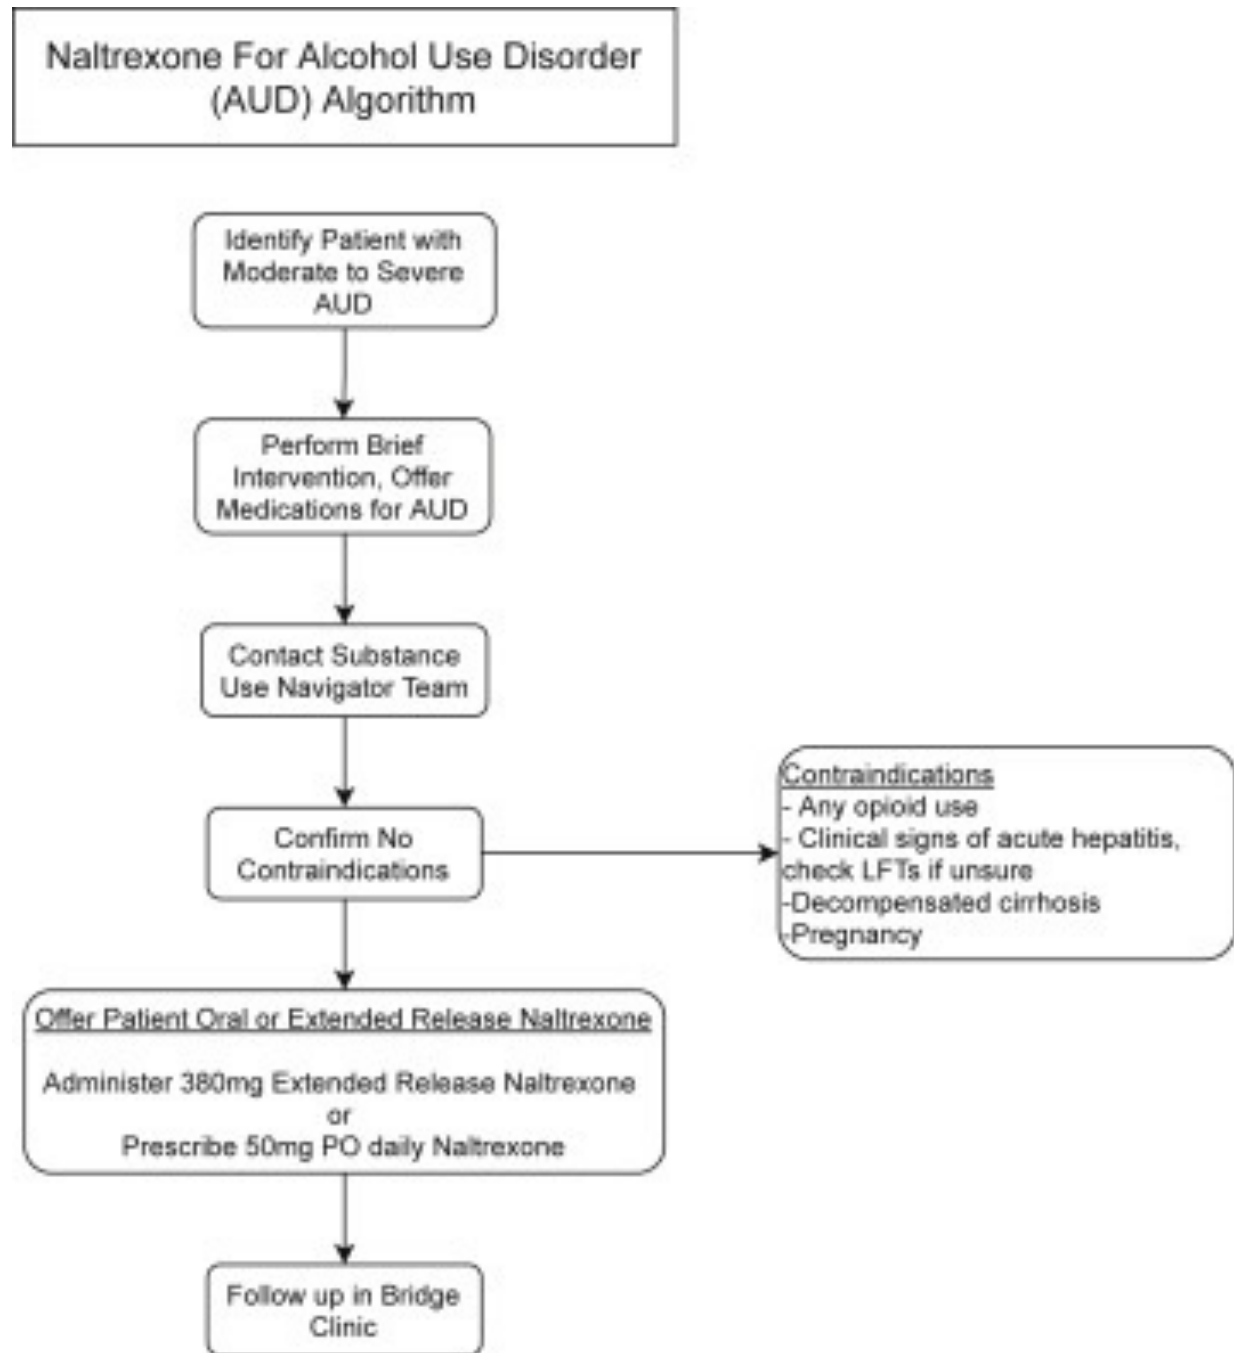 Naltrexone For Alcohol Use Disorder
(AUD) Algorithm
Identify Patient with
Moderate to Severe
AUD
Perform Brief
Intervention, Offer
Medications for AUD
Contact Substance
Use Navigator Team
Confirm No
Contraindications
Contraindications
- Any opioid use
- Clinical signs of acute hepatitis,
check LFTs if unsure
-Decompensated cirrhosis
-Pregnancy
Offer Patient Oral or Extended Release Naltrexone
Administer 380mg Extended Release Naltrexone
or
Prescribe 50mg PO daily Naltrexone
Follow up in Bridge
Clinic